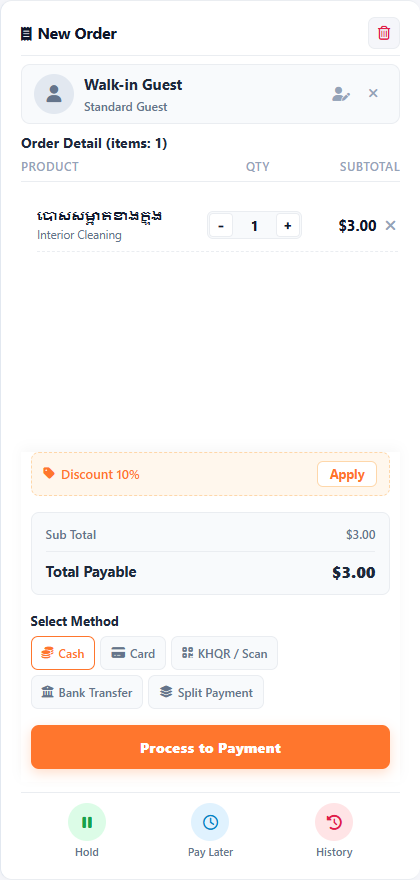 New Order
Walk-in Guest
Standard Guest
Order Detail (items: 1)
PRODUCT QTY SUBTOTAL
បោសសម្អាតខាងក្នុង
Interior Cleaning
- 1 +
$3.00
Discount 10%
Apply
Sub Total $3.00
Total Payable $3.00
Select Method
Cash Card KHQR / Scan
Bank Transfer Split Payment
Process to Payment
Hold Pay Later History